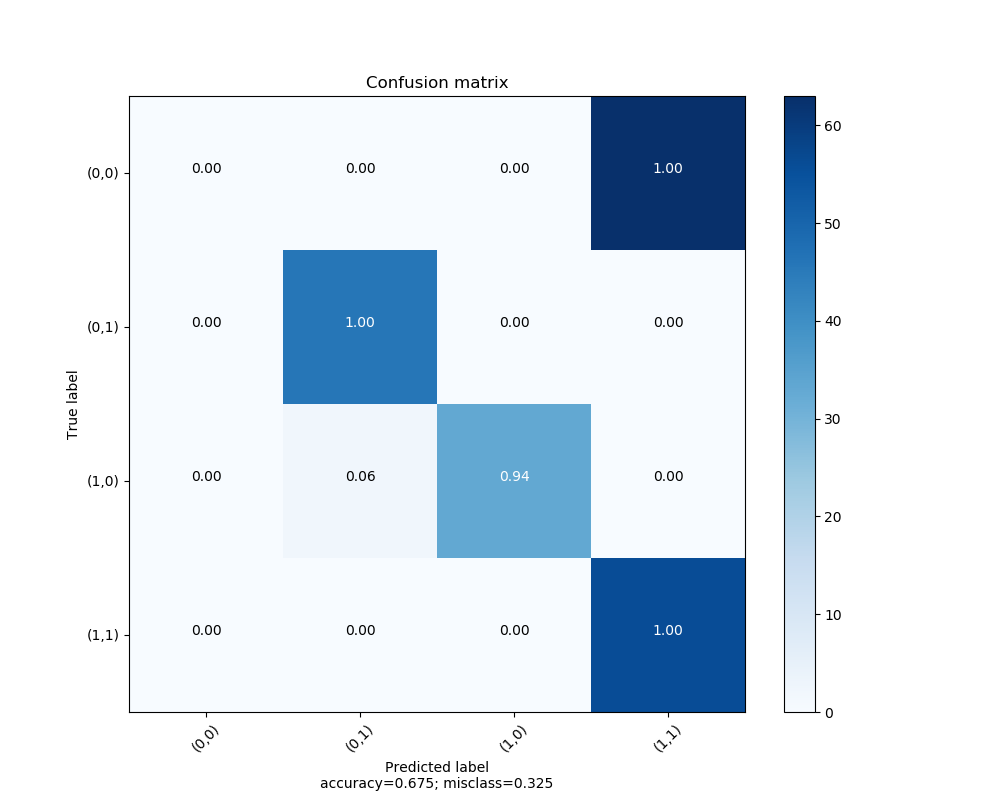 Confusion matrix
(0,0) 0.00 0.00 0.00 1.00
(0,1) 0.00 1.00 0.00 0.00
(1,0) 0.00 0.06 0.94 0.00
(1,1) 0.00 0.00 0.00 1.00
True label
(0,0) (0,1) (1,0) (1,1)
Predicted label
accuracy=0.675; misclass=0.325
60
50
40
30
20
10
0